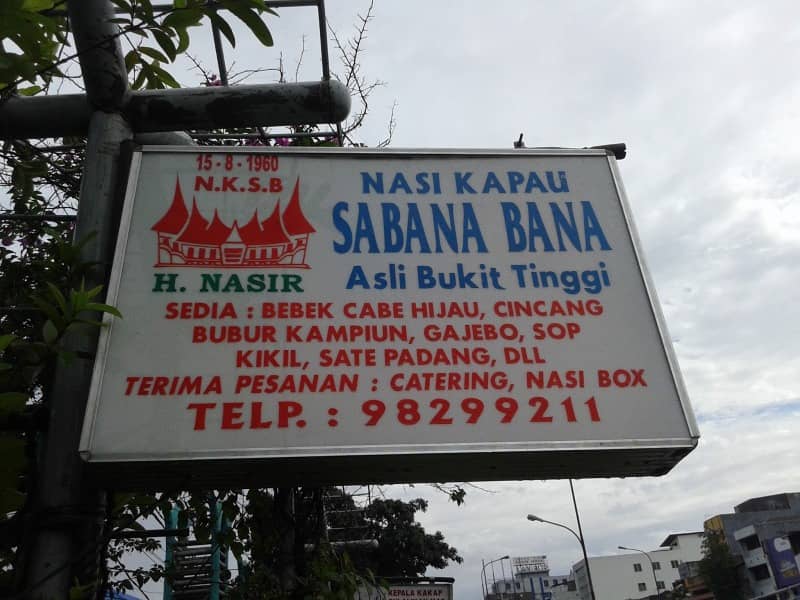 15 - 8 - 1960
N.K.S.B
H. NASIR
NASI KAPAU
SABANA BANA
Asli Bukit Tinggi
SEDIA : BEBEK CABE HIJAU, CINCANG
BUBUR KAMPIUN, GAJEBO, SOP
KIKIL, SATE PADANG, DLL
TERIMA PESANAN : CATERING, NASI BOX
TELP. : 98299211
KEPALA KAKAP